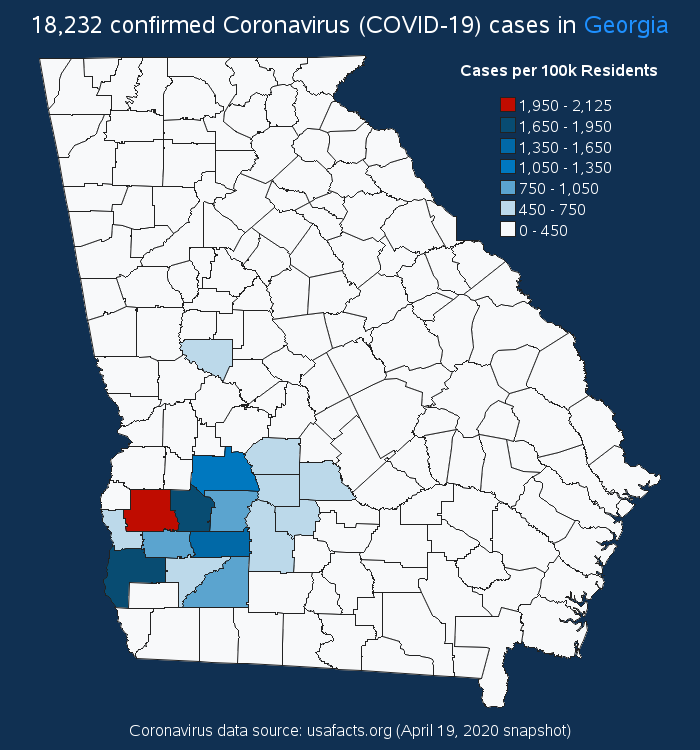 18,232 confirmed Coronavirus (COVID-19) cases in Georgia
Cases per 100k Residents
1,950 - 2,125
1,650 - 1,950
1,350 - 1,650
1,050 - 1,350
750 - 1,050
450 - 750
0 - 450
Coronavirus data source: usafacts.org (April 19, 2020 snapshot)